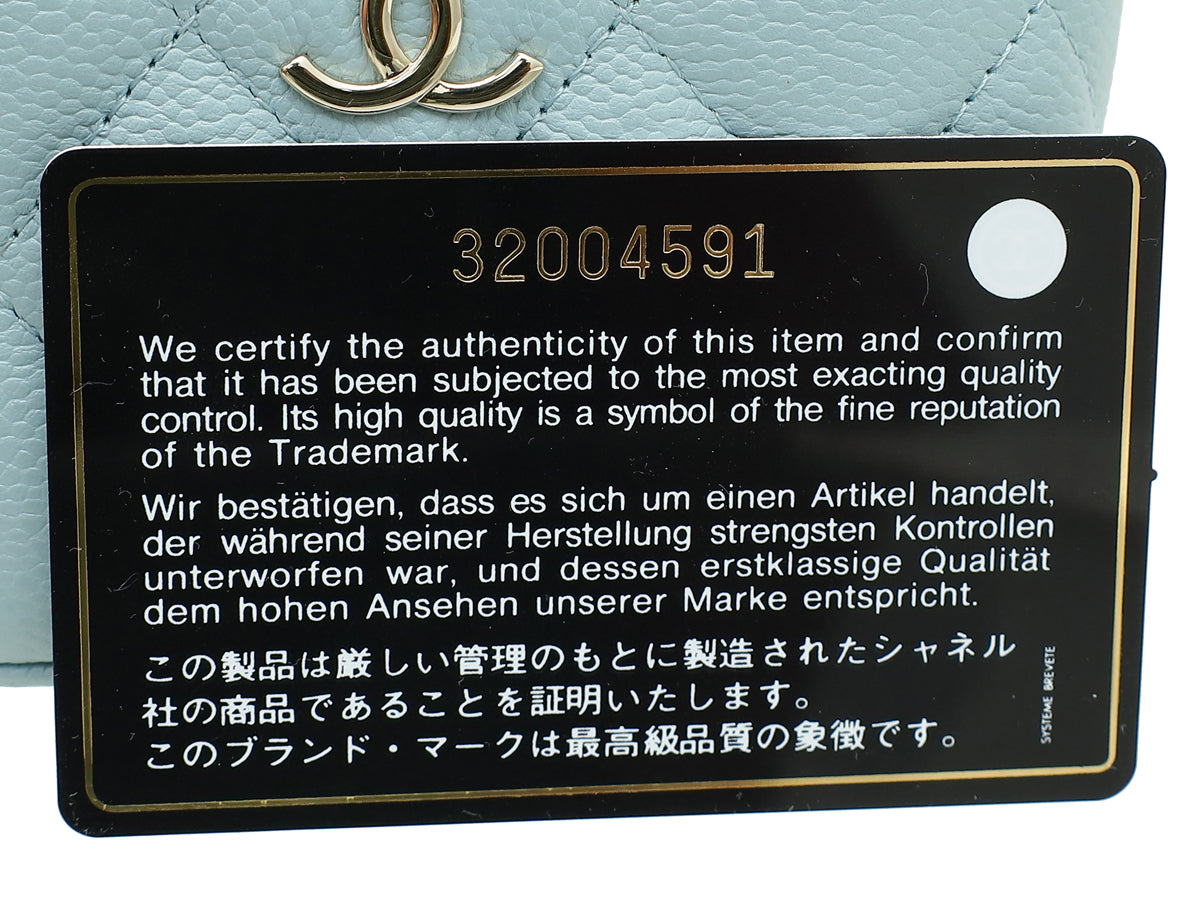 32004591
We certify the authenticity of this item and confirm
that it has been subjected to the most exacting quality
control. Its high quality is a symbol of the fine reputation
of the Trademark.
Wir bestätigen, dass es sich um einen Artikel handelt,
der während seiner Herstellung strengsten Kontrollen
unterworfen war, und dessen erstklassige Qualität
dem hohen Ansehen unserer Marke entspricht.
この製品は厳しい管理のもとに製造されたシャネル
社の商品であることを証明いたします。
このブランド・マークは最高級品質の象徴です。
SYSTEME BREVETE